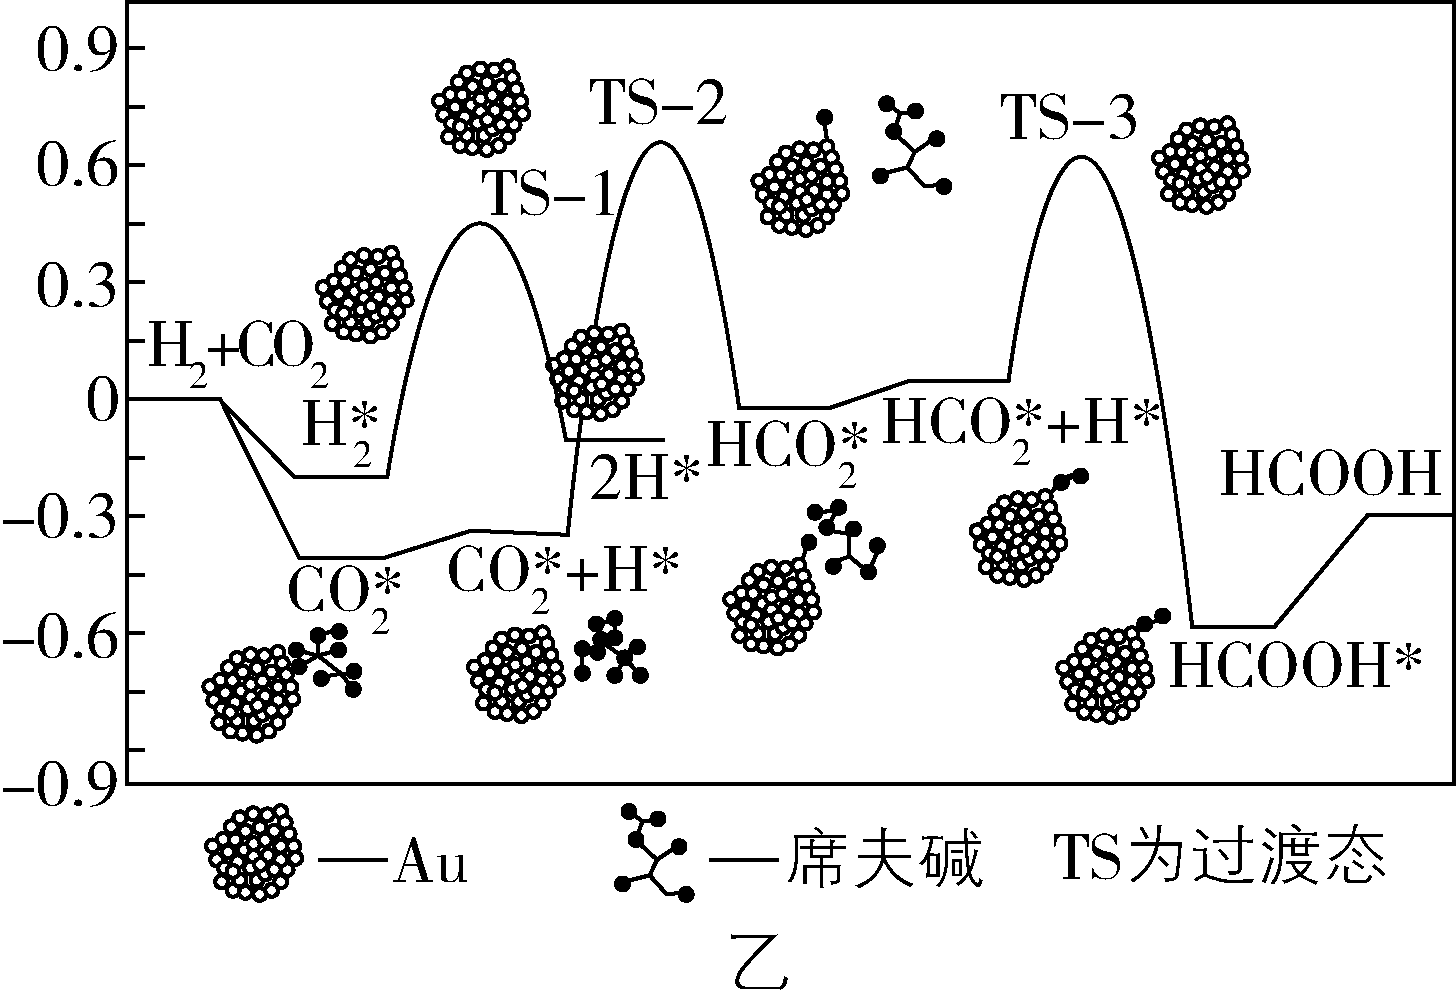 0.9
0.6
0.3
0
−0.3
−0.6
−0.9
TS−1
TS−2
TS−3
H₂+CO₂
H₂*
2H*
CO₂*
CO₂*+H*
HCO₂*
HCO₂*+H*
HCOOH*
HCOOH
Au
席夫碱
TS为过渡态
乙